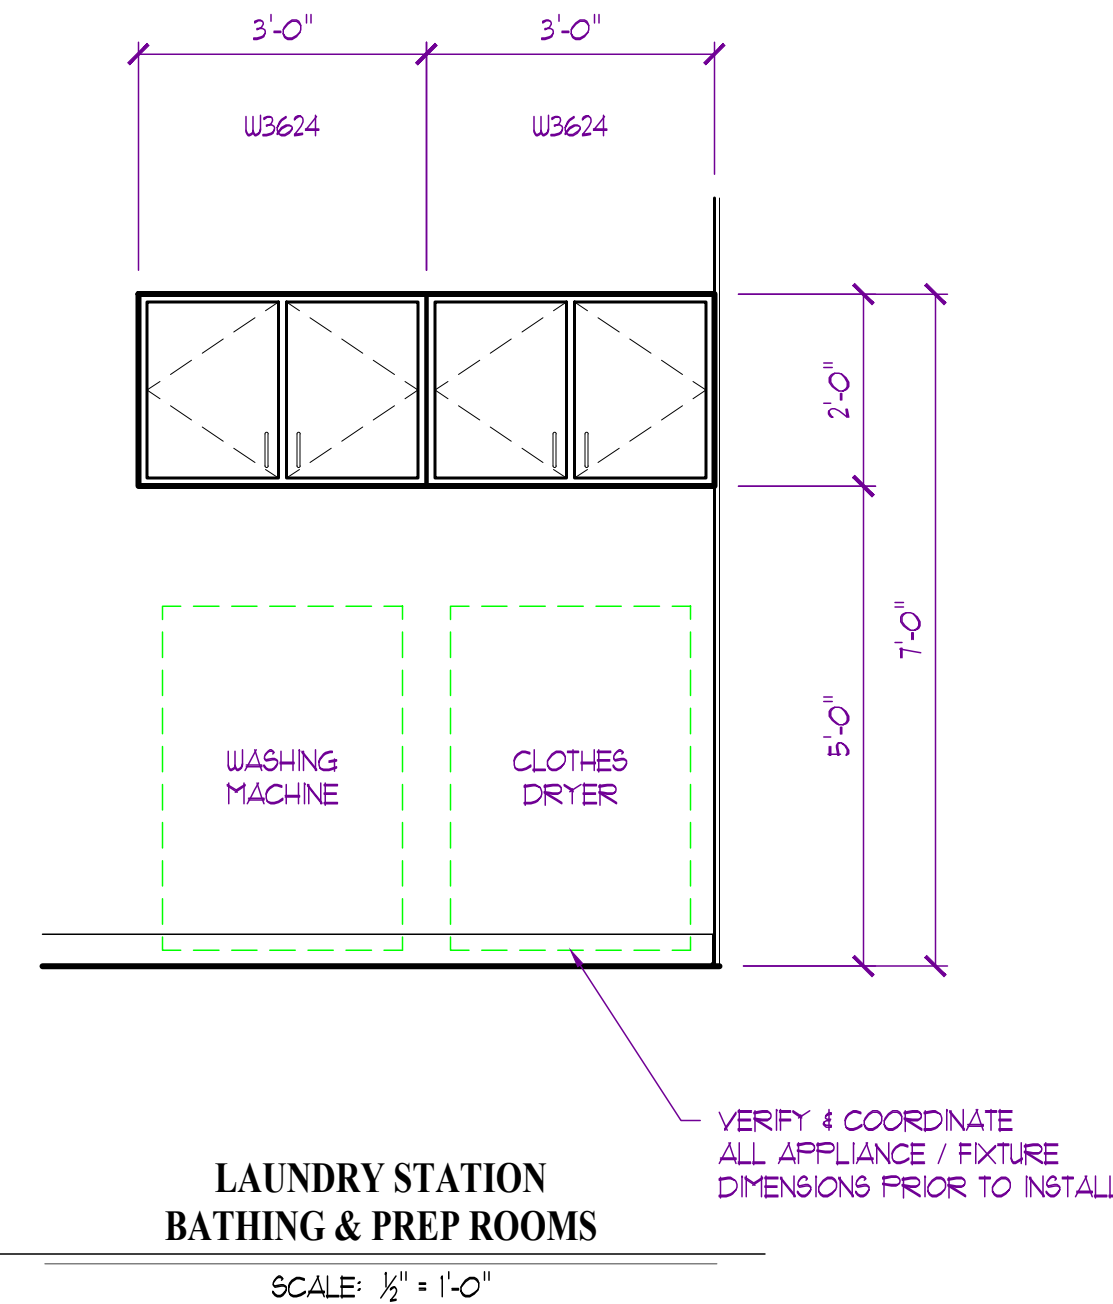 3'-0" 3'-0"
W3624 W3624
2'-0"
7'-0"
5'-0"
WASHING
MACHINE
CLOTHES
DRYER
VERIFY & COORDINATE
ALL APPLIANCE / FIXTURE
DIMENSIONS PRIOR TO INSTALL
LAUNDRY STATION
BATHING & PREP ROOMS
SCALE: ½" = 1'-0"